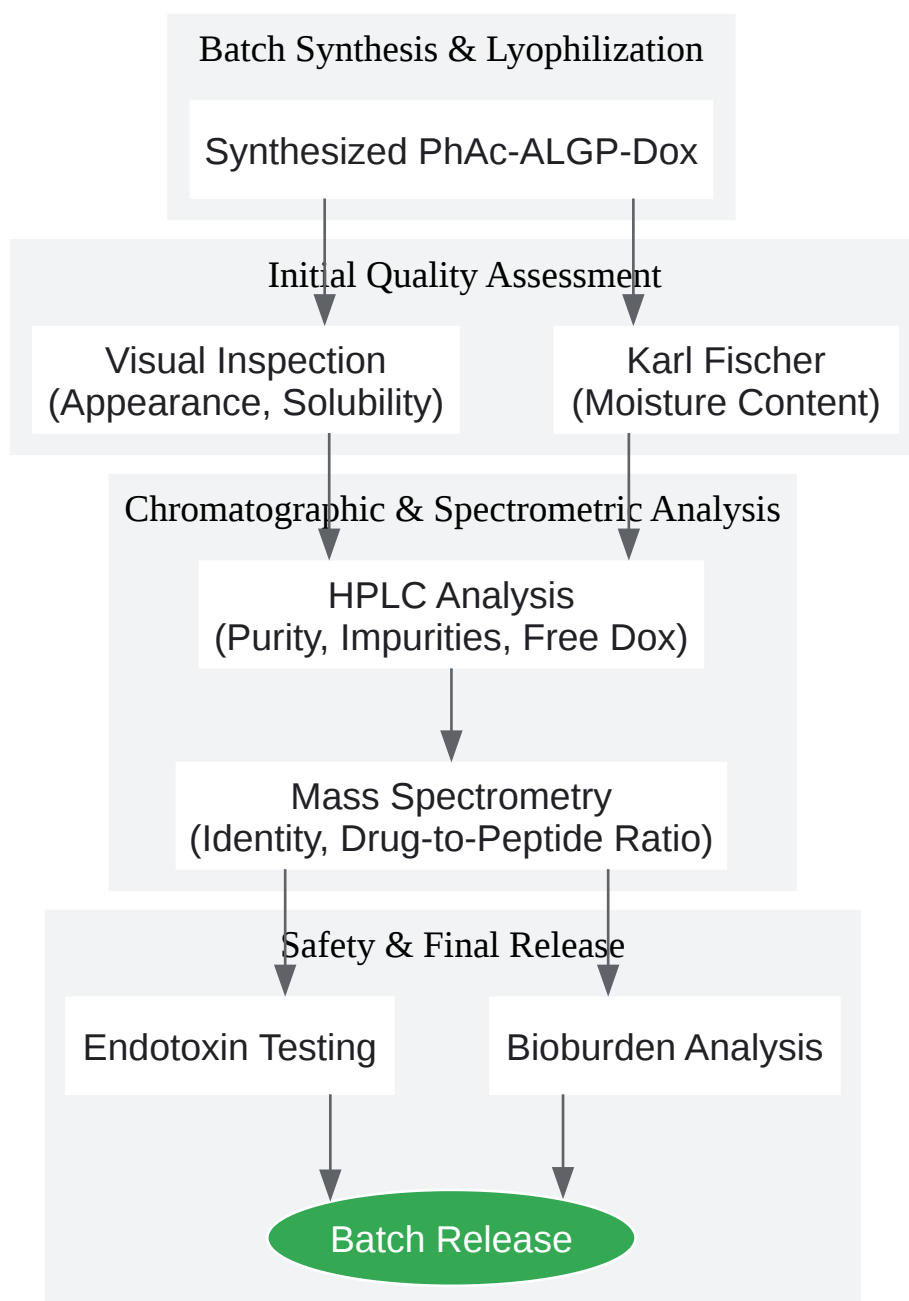 Batch Synthesis & Lyophilization
Synthesized PhAc-ALGP-Dox
Initial Quality Assessment
Visual Inspection
(Appearance, Solubility)
Karl Fischer
(Moisture Content)
Chromatographic & Spectrometric Analysis
HPLC Analysis
(Purity, Impurities, Free Dox)
Mass Spectrometry
(Identity, Drug-to-Peptide Ratio)
Safety & Final Release
Endotoxin Testing
Bioburden Analysis
Batch Release